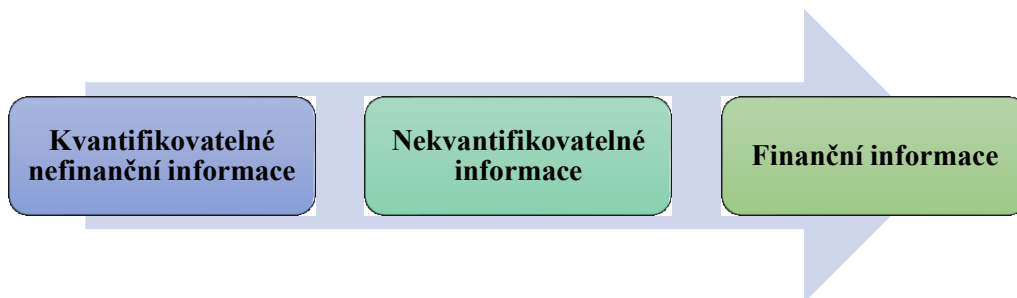 Kvantifikovatelné
nefinanční informace
Nekvantifikovatelné
informace
Finanční informace